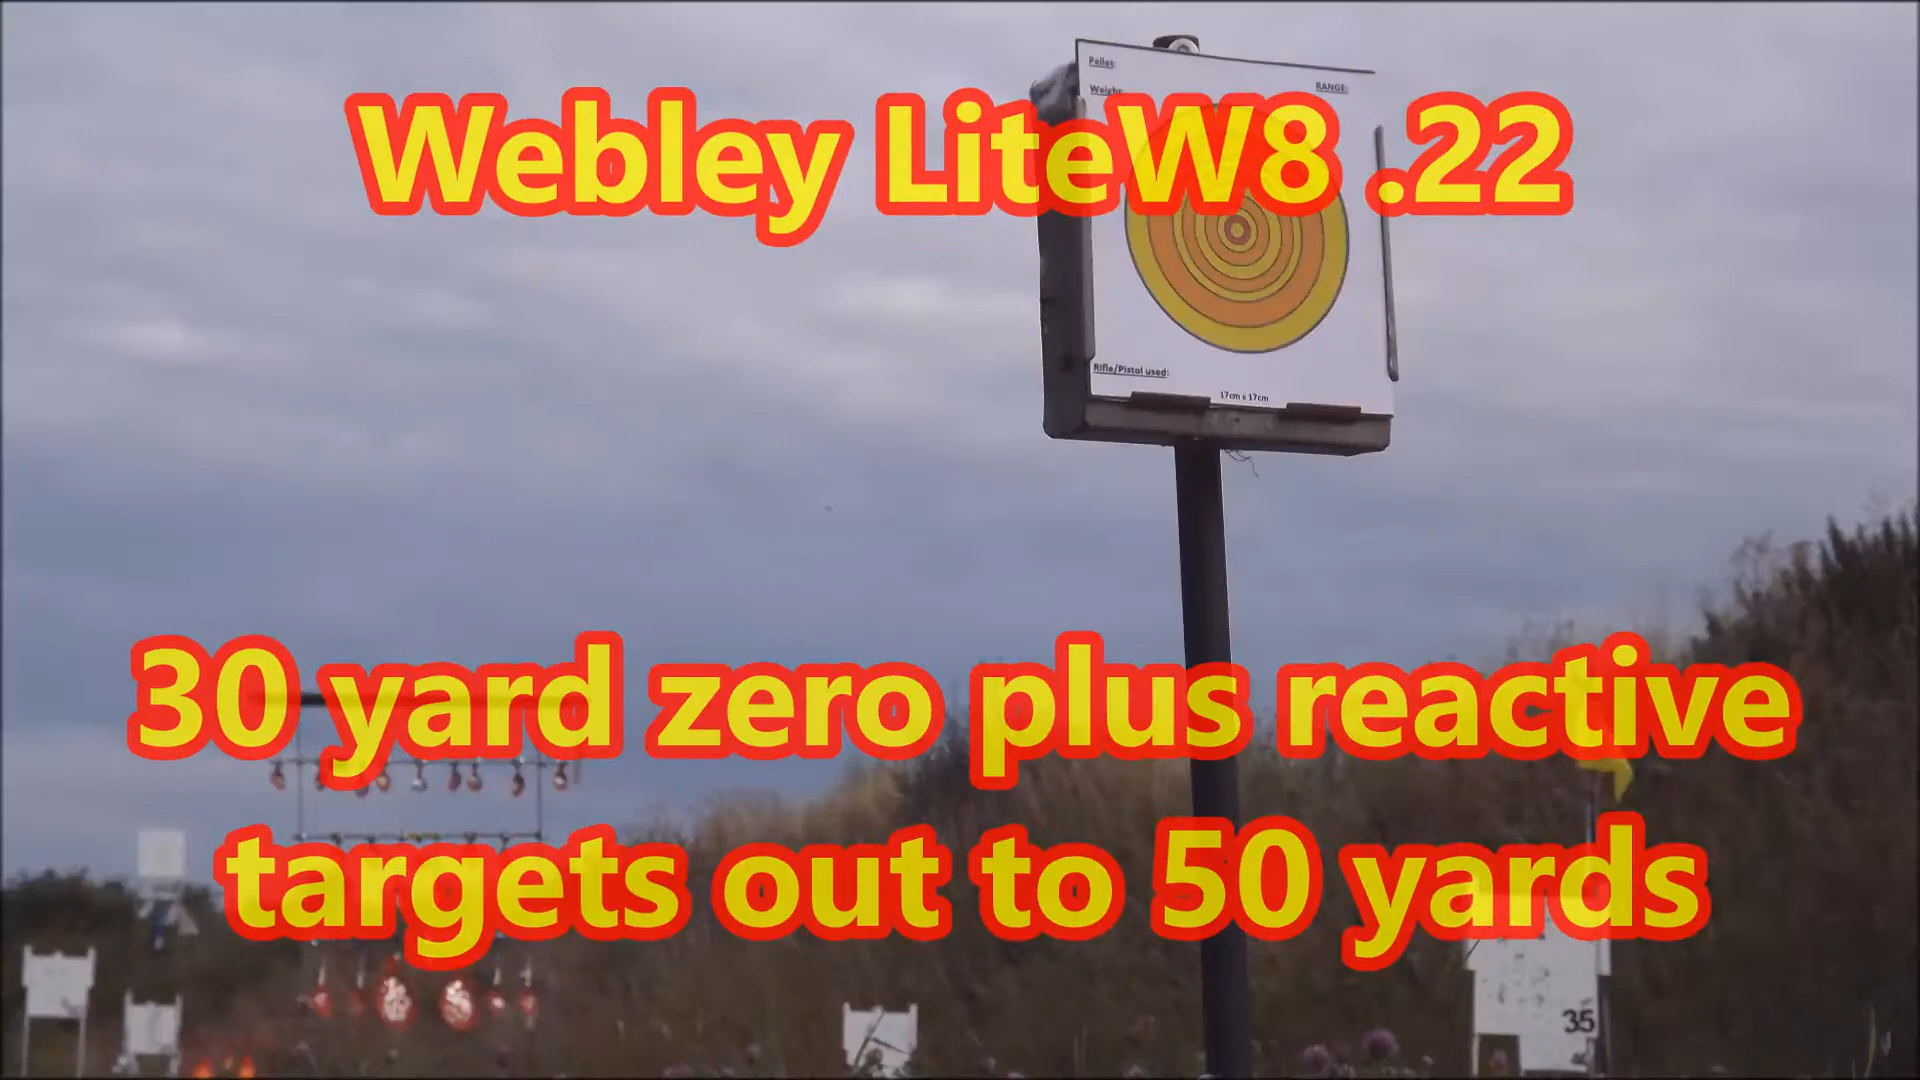 Pellet:
Weight:
RANGE:
Webley LiteW8 .22
Rifle/Pistol used:
17cm x 17cm
30 yard zero plus reactive
targets out to 50 yards
35